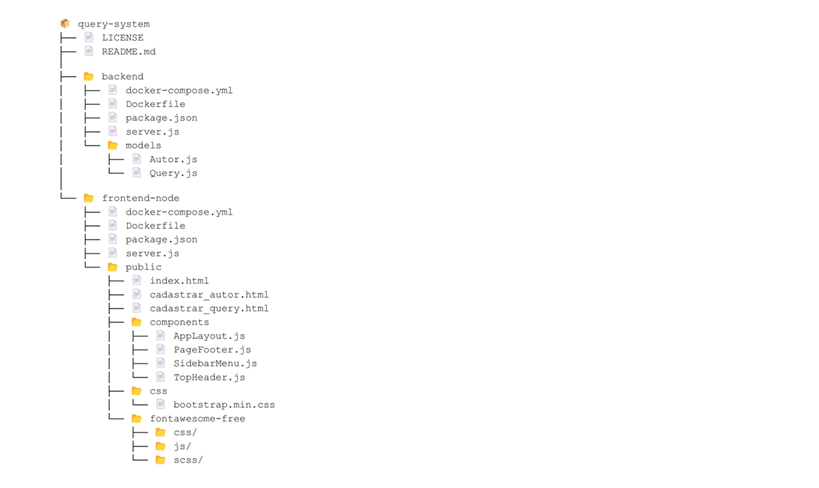 query-system
LICENSE
README.md
backend
docker-compose.yml
Dockerfile
package.json
server.js
models
Autor.js
Query.js
frontend-node
docker-compose.yml
Dockerfile
package.json
server.js
public
index.html
cadastrar_autor.html
cadastrar_query.html
components
AppLayout.js
PageFooter.js
SidebarMenu.js
TopHeader.js
css
bootstrap.min.css
fontawesome-free
css/
js/
scss/